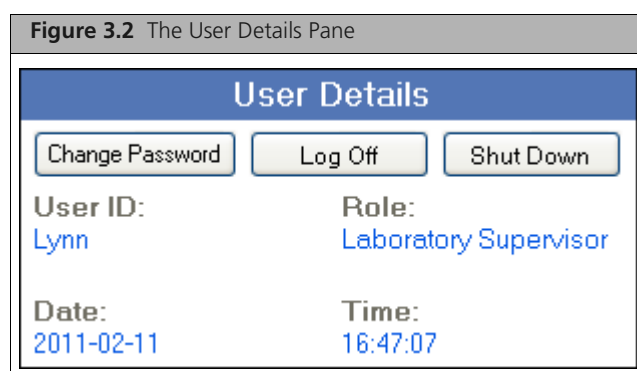 Figure 3.2 The User Details Pane
User Details
Change Password Log Off Shut Down
User ID: Role:
Lynn Laboratory Supervisor
Date: Time:
2011-02-11 16:47:07